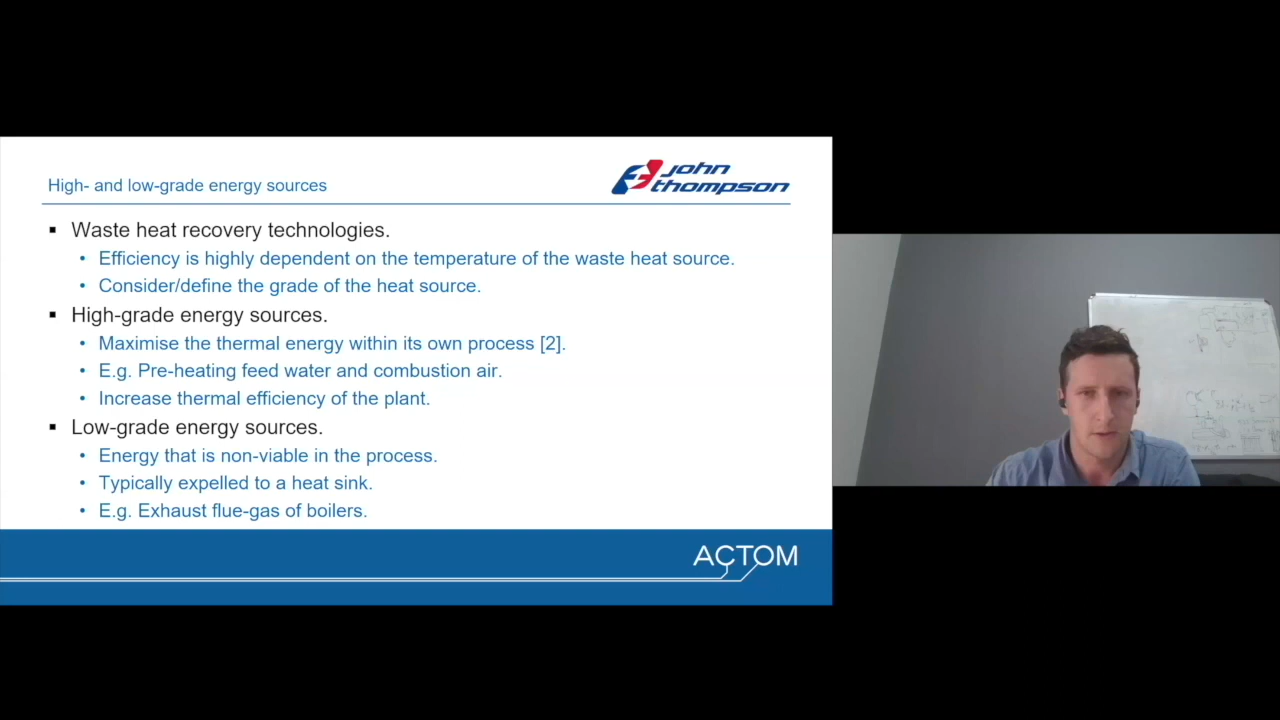 High- and low-grade energy sources
john
thompson
▪ Waste heat recovery technologies.
• Efficiency is highly dependent on the temperature of the waste heat source.
• Consider/define the grade of the heat source.
▪ High-grade energy sources.
• Maximise the thermal energy within its own process [2].
• E.g. Pre-heating feed water and combustion air.
• Increase thermal efficiency of the plant.
▪ Low-grade energy sources.
• Energy that is non-viable in the process.
• Typically expelled to a heat sink.
• E.g. Exhaust flue-gas of boilers.
ACTOM